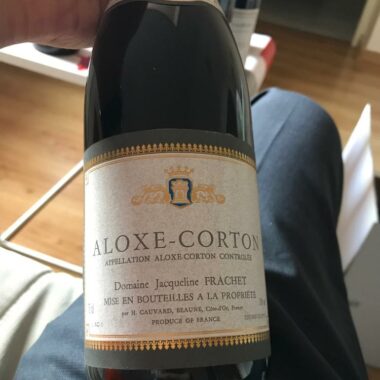 ALOXE-CORTON
APPELLATION ALOXE-CORTON CONTROLÉE
Domaine Jacqueline FRACHET
MISE EN BOUTEILLES A LA PROPRIÉTÉ
par H. CAUVARD, BEAUNE, Côte-d'Or, France
PRODUCE OF FRANCE